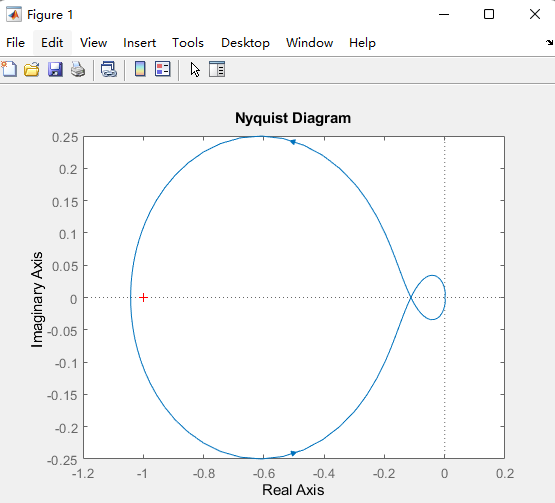 Figure 1
File Edit View Insert Tools Desktop Window Help
Nyquist Diagram
0.25
0.2
0.15
0.1
0.05
0
-0.05
-0.1
-0.15
-0.2
-0.25
Imaginary Axis
-1.2 -1 -0.8 -0.6 -0.4 -0.2 0 0.2
Real Axis